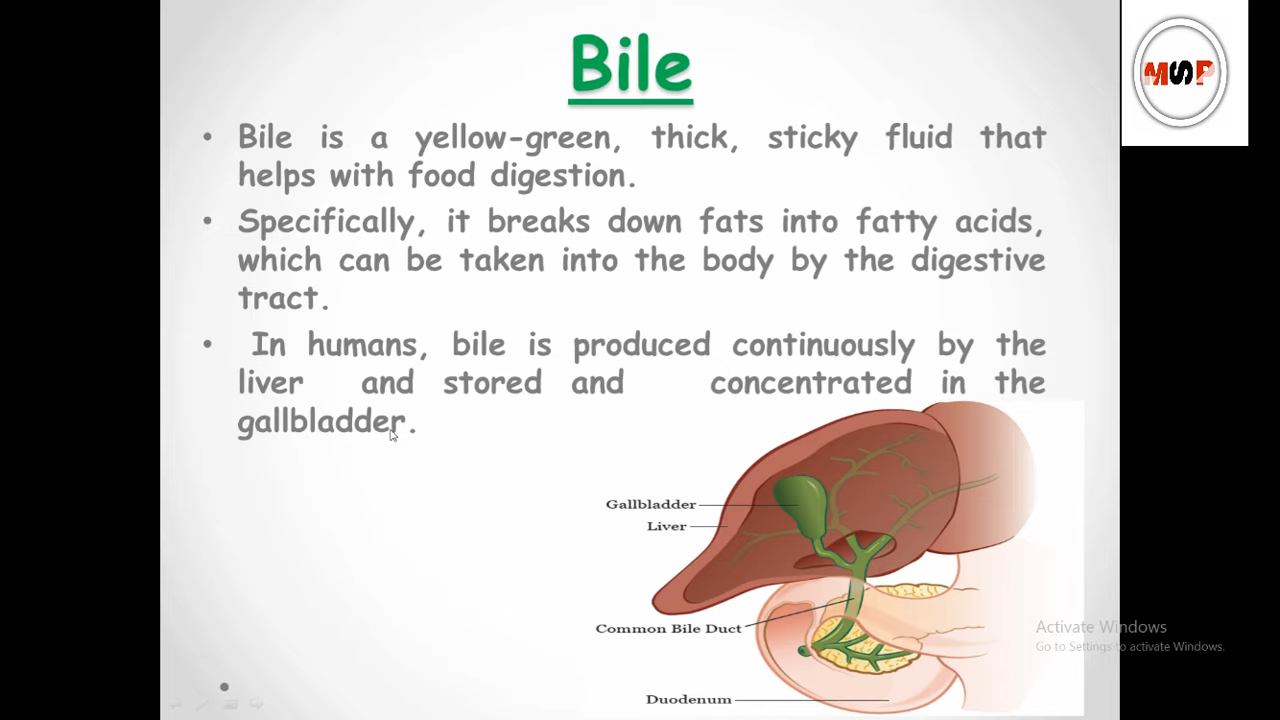 Bile
MSP
• Bile is a yellow-green, thick, sticky fluid that
helps with food digestion.
• Specifically, it breaks down fats into fatty acids,
which can be taken into the body by the digestive
tract.
• In humans, bile is produced continuously by the
liver and stored and concentrated in the
gallbladder.
Gallbladder
Liver
Common Bile Duct
Duodenum
Activate Windows
Go to Settings to activate Windows.